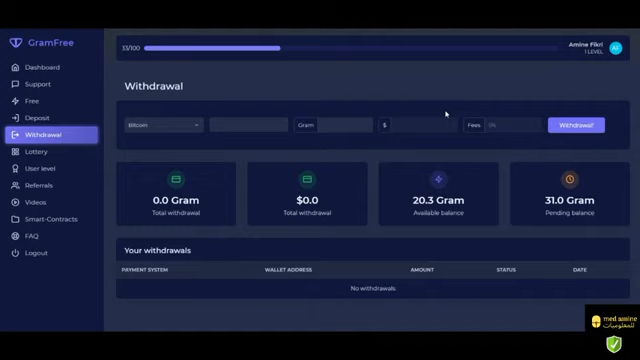 GramFree
33/100
Amine Fikri
1 LEVEL
AF
Dashboard
Support
Free
Deposit
Withdrawal
Lottery
User level
Referrals
Videos
Smart-Contracts
FAQ
Logout
Withdrawal
Bitcoin
Gram
$
Fees
0%
Withdrawal!
0.0 Gram
Total withdrawal
$0.0
Total withdrawal
20.3 Gram
Available balance
31.0 Gram
Pending balance
Your withdrawals
PAYMENT SYSTEM WALLET ADDRESS AMOUNT STATUS DATE
No withdrawals
med amine
للمعلوميات